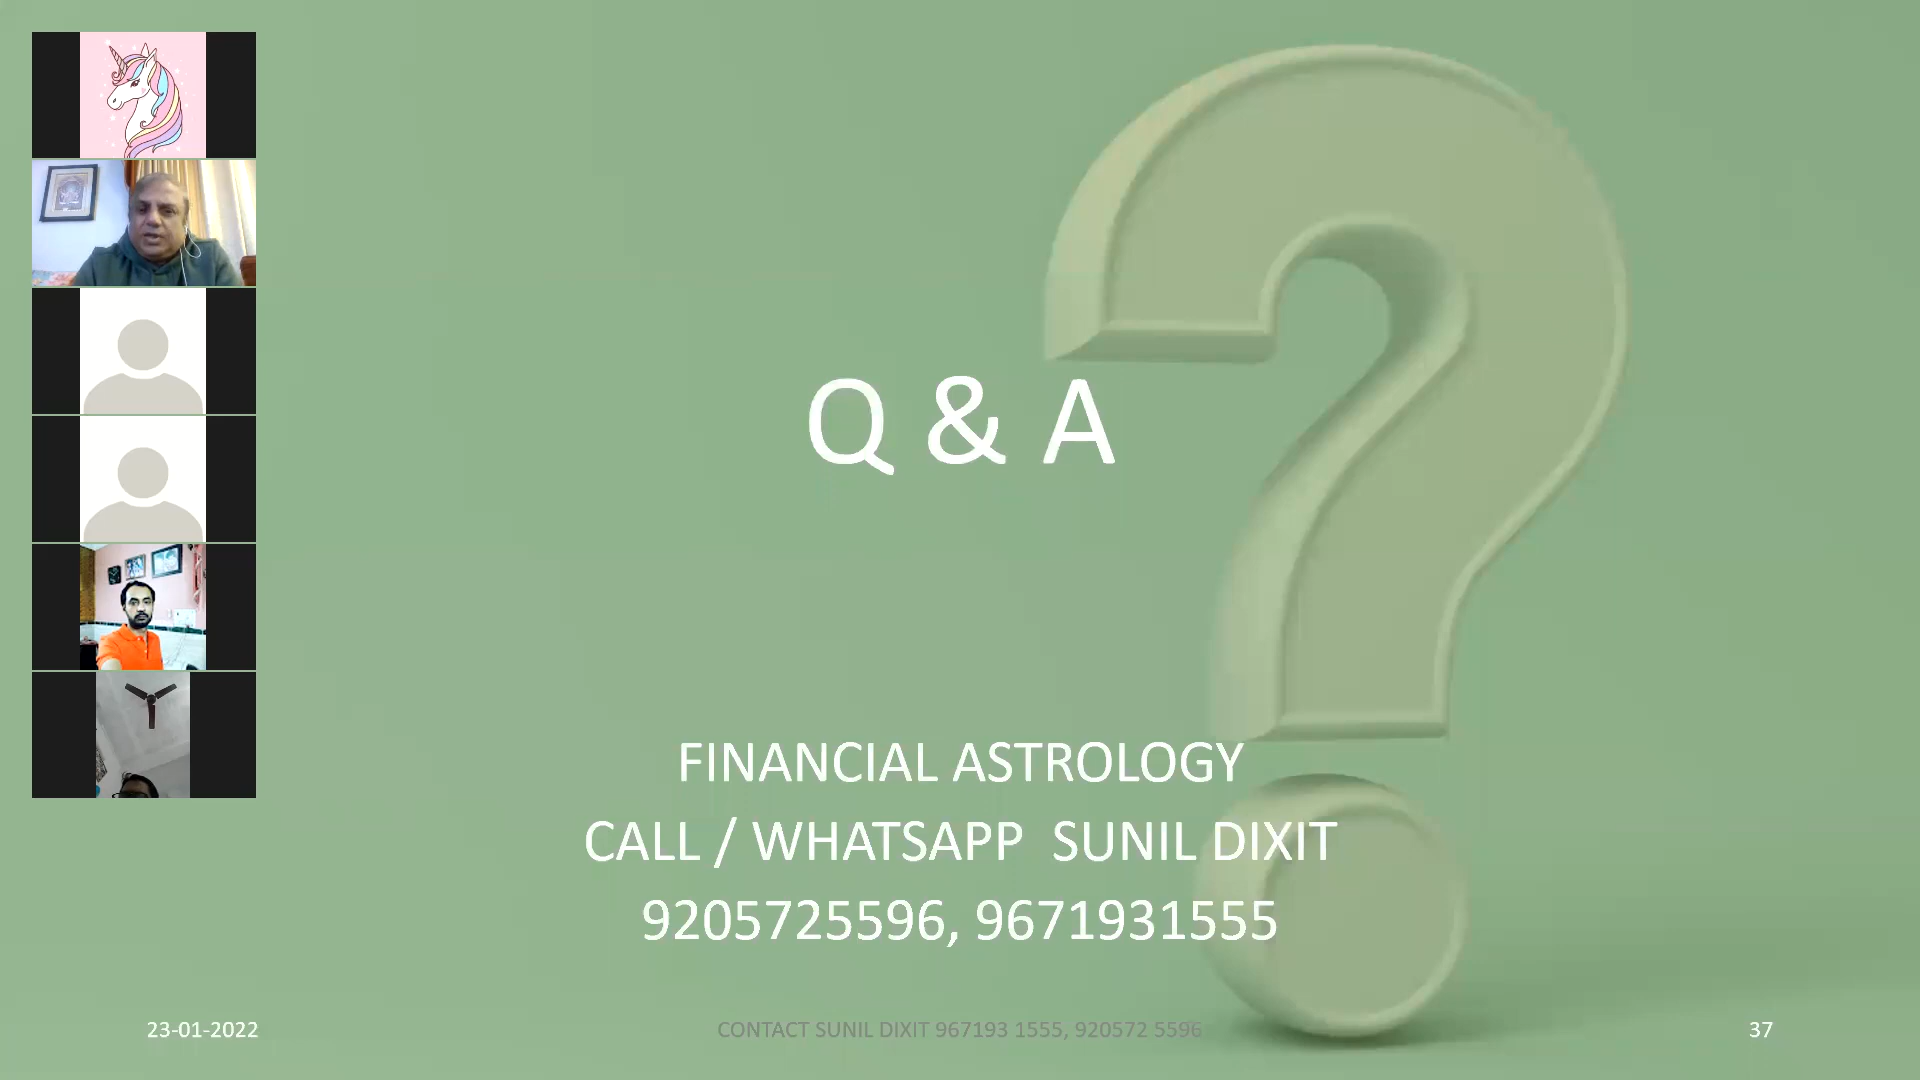 Q & A
FINANCIAL ASTROLOGY
CALL / WHATSAPP  SUNIL DIXIT
9205725596, 9671931555
23-01-2022
CONTACT SUNIL DIXIT 967193 1555, 920572 5596
37